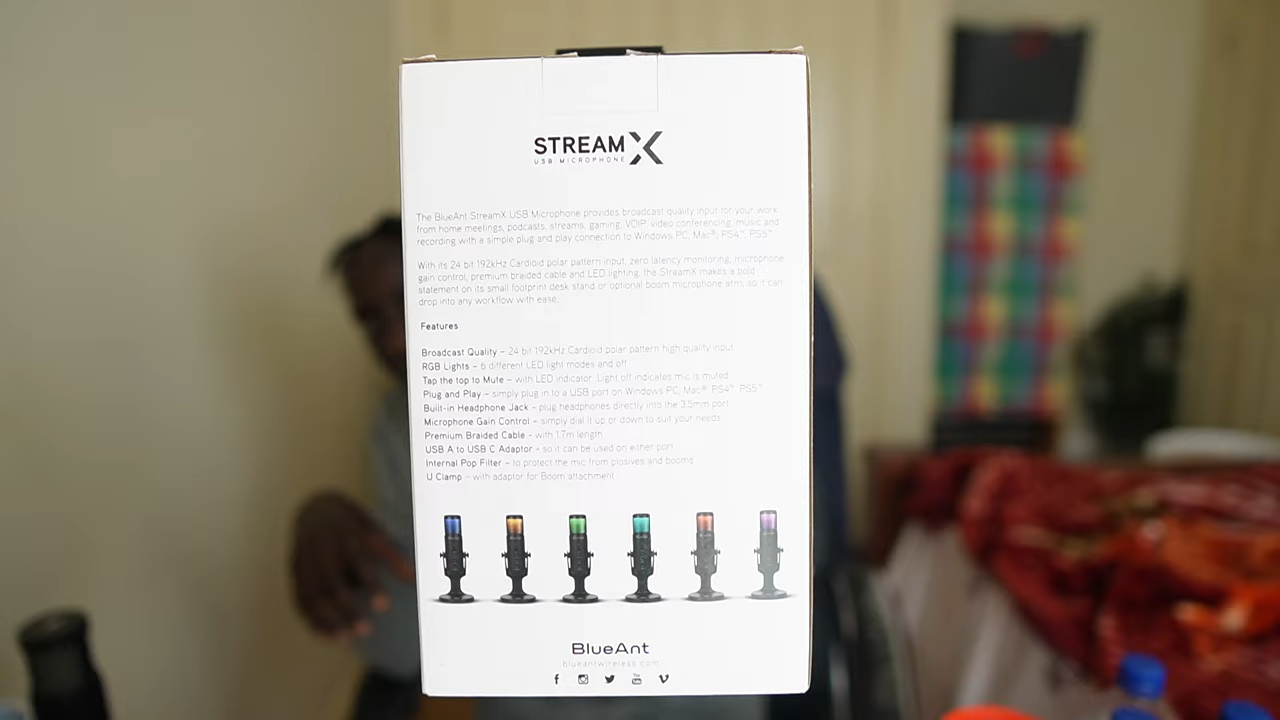 STREAM X
USB MICROPHONE
The BlueAnt StreamX USB Microphone provides broadcast quality input for your work
from home meetings, podcasts, streams, gaming, VOIP, video conferencing, music and
recording with a simple plug and play connection to Windows PC, Mac®, PS4™, PS5™
With its 24 bit 192kHz Cardioid polar pattern input, zero latency monitoring, microphone
gain control, premium braided cable and LED lighting, the StreamX makes a bold
statement on its small footprint desk stand or optional boom microphone arm, so it can
drop into any workflow with ease.
Features
Broadcast Quality – 24 bit 192kHz Cardioid polar pattern high quality input
RGB Lights – 6 different LED light modes and off
Tap the top to Mute – with LED indicator. Light off indicates mic is muted
Plug and Play – simply plug in to a USB port on Windows PC, Mac®, PS4™, PS5™
Built-in Headphone Jack – plug headphones directly into the 3.5mm port
Microphone Gain Control – simply dial it up or down to suit your needs
Premium Braided Cable - with 1.7m length
USB A to USB C Adaptor – so it can be used on either port
Internal Pop Filter – to protect the mic from plosives and booms
U Clamp – with adaptor for Boom attachment
BlueAnt
blueantwireless.com